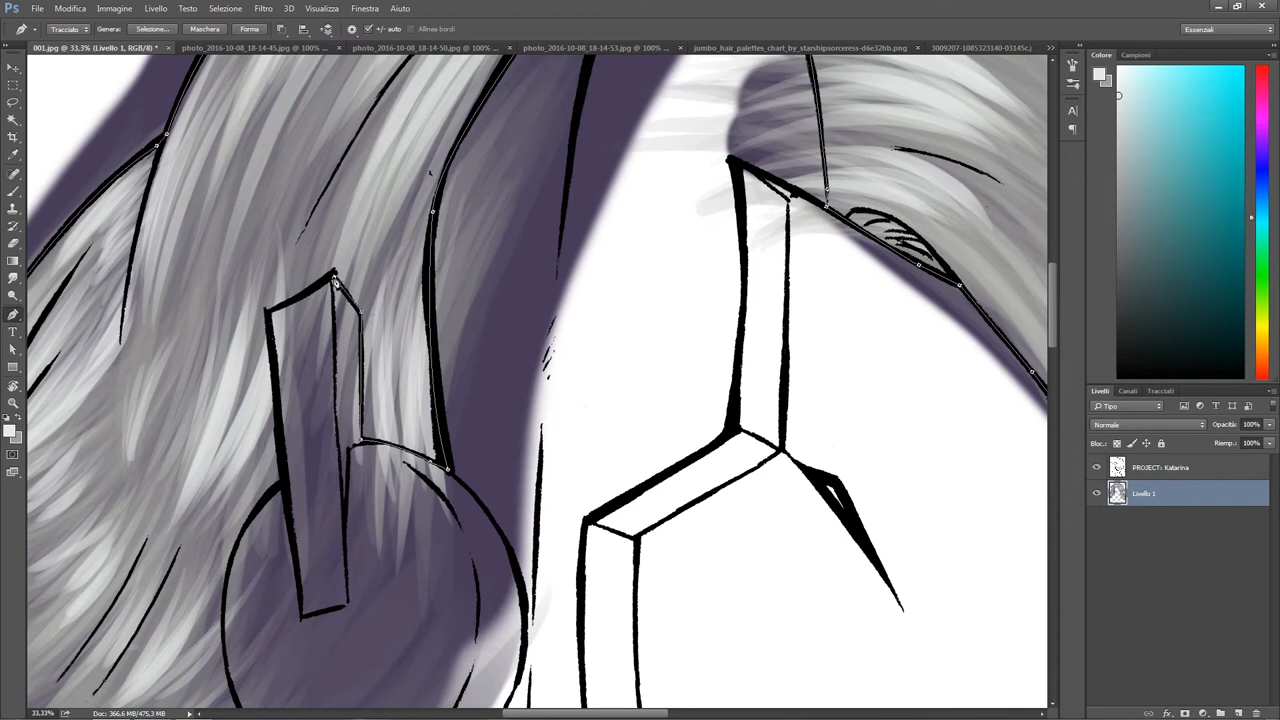 Ps File Modifica Immagine Livello Testo Selezione Filtro 3D Visualizza Finestra Aiuto
Tracciato Genera: Selezione... Maschera Forma +/- auto Allinea bordi Essenziali
001.jpg @ 33,3% (Livello 1, RGB/8) * × photo_2016-10-08_18-14-45.jpg @ 100% ... × photo_2016-10-08_18-14-50.jpg @ 100% ... × photo_2016-10-08_18-14-53.jpg @ 100% ... × jumbo_hair_palettes_chart_by_starshipsorceress-d6e32hb.png × 3009207-1085323140-03145c.j
Colore Campioni
Livelli Canali Tracciati
Tipo
Normale Opacità: 100%
Bloc.: Riemp.: 100%
PROJECT: Katarina
Livello 1
33,33% Doc: 366,6 MB/475,3 MB